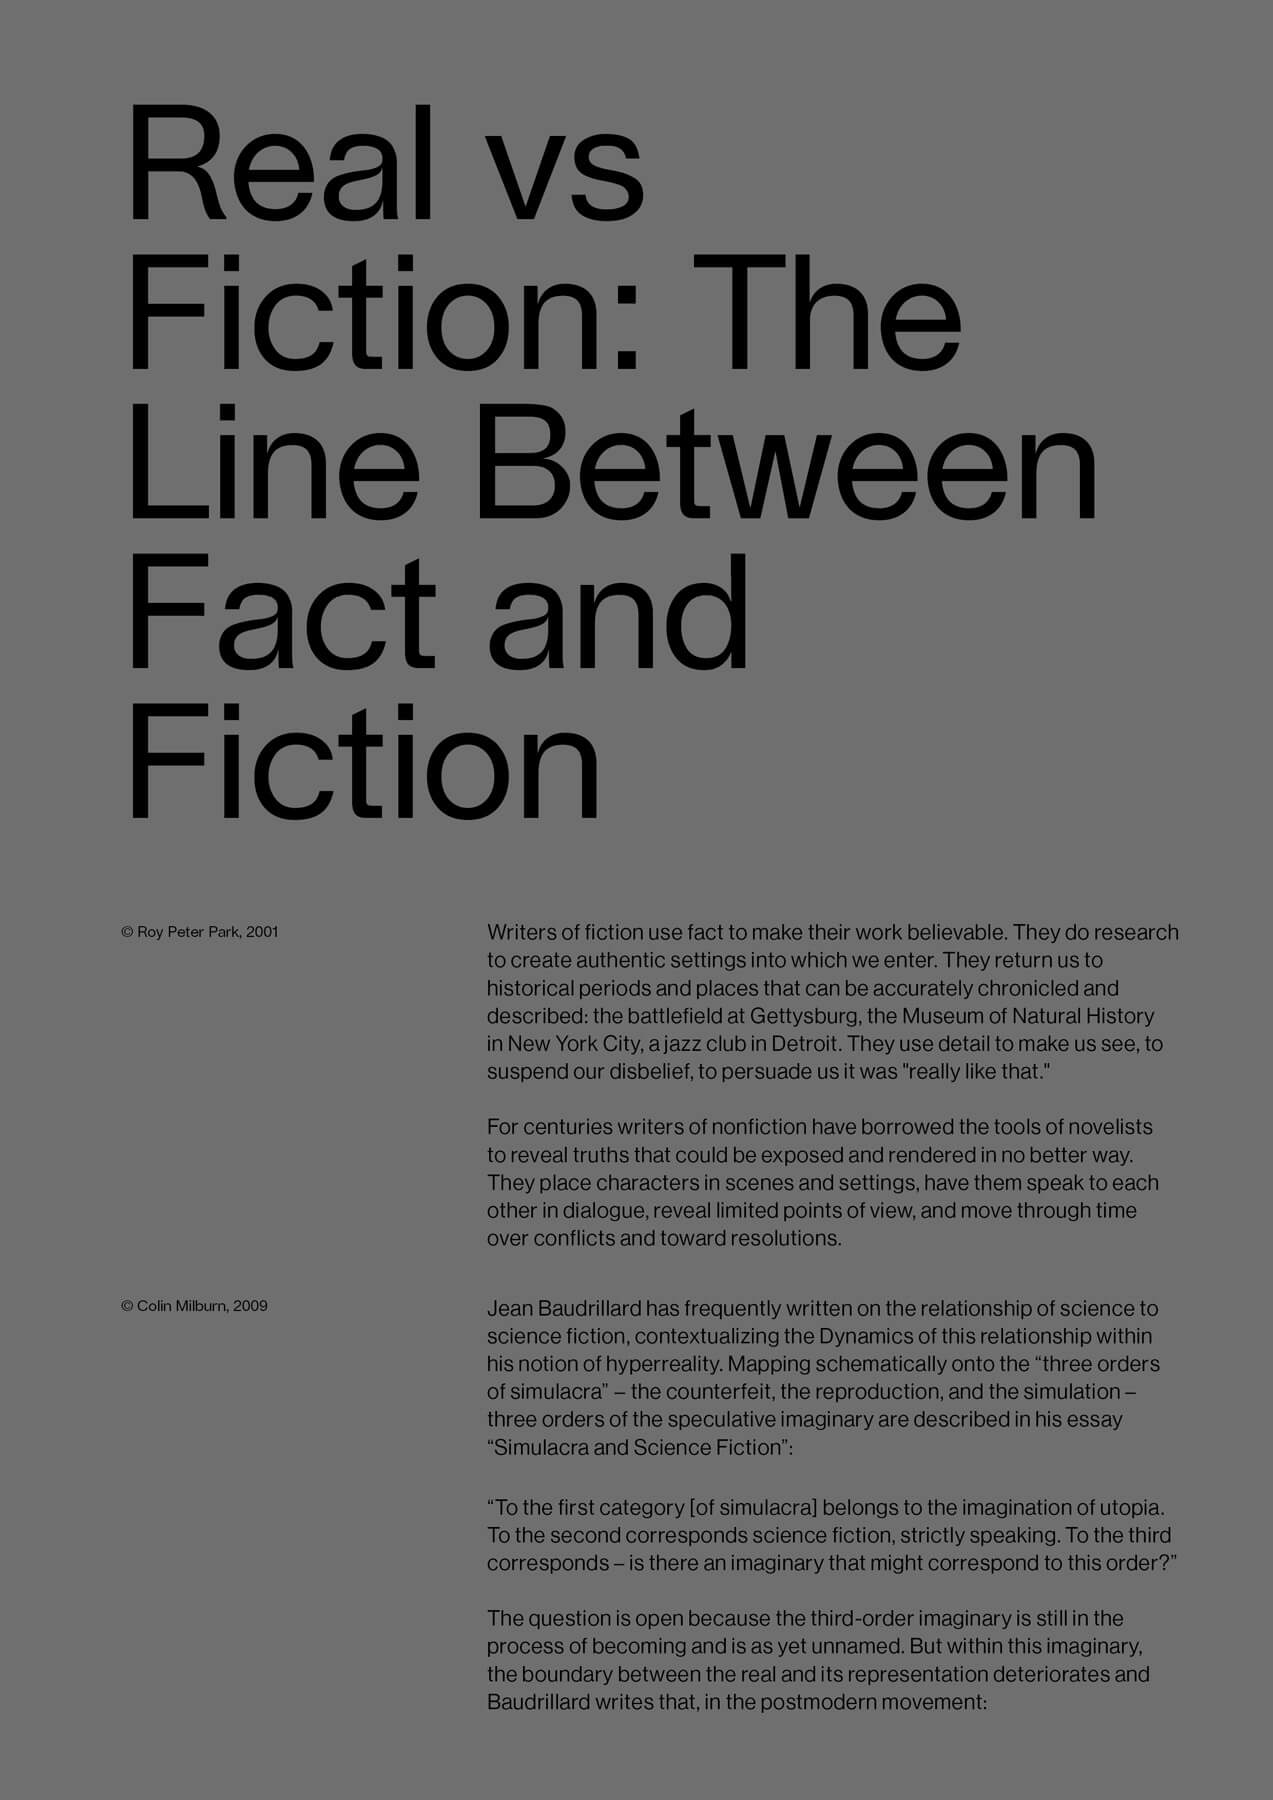 Real vs
Fiction: The
Line Between
Fact and
Fiction
© Roy Peter Park, 2001
Writers of fiction use fact to make their work believable. They do research
to create authentic settings into which we enter. They return us to
historical periods and places that can be accurately chronicled and
described: the battlefield at Gettysburg, the Museum of Natural History
in New York City, a jazz club in Detroit. They use detail to make us see, to
suspend our disbelief, to persuade us it was "really like that."
For centuries writers of nonfiction have borrowed the tools of novelists
to reveal truths that could be exposed and rendered in no better way.
They place characters in scenes and settings, have them speak to each
other in dialogue, reveal limited points of view, and move through time
over conflicts and toward resolutions.
© Colin Milburn, 2009
Jean Baudrillard has frequently written on the relationship of science to
science fiction, contextualizing the Dynamics of this relationship within
his notion of hyperreality. Mapping schematically onto the “three orders
of simulacra” – the counterfeit, the reproduction, and the simulation –
three orders of the speculative imaginary are described in his essay
“Simulacra and Science Fiction”:
“To the first category [of simulacra] belongs to the imagination of utopia.
To the second corresponds science fiction, strictly speaking. To the third
corresponds – is there an imaginary that might correspond to this order?”
The question is open because the third-order imaginary is still in the
process of becoming and is as yet unnamed. But within this imaginary,
the boundary between the real and its representation deteriorates and
Baudrillard writes that, in the postmodern movement: